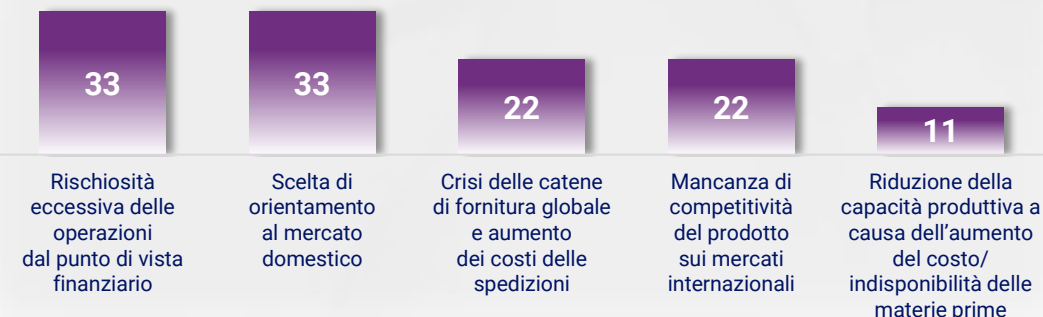 33
33
22
22
11
Rischiosità
eccessiva delle
operazioni
dal punto di vista
finanziario
Scelta di
orientamento
al mercato
domestico
Crisi delle catene
di fornitura globale
e aumento
dei costi delle
spedizioni
Mancanza di
competitività
del prodotto
sui mercati
internazionali
Riduzione della
capacità produttiva a
causa dell’aumento
del costo/
indisponibilità delle
materie prime